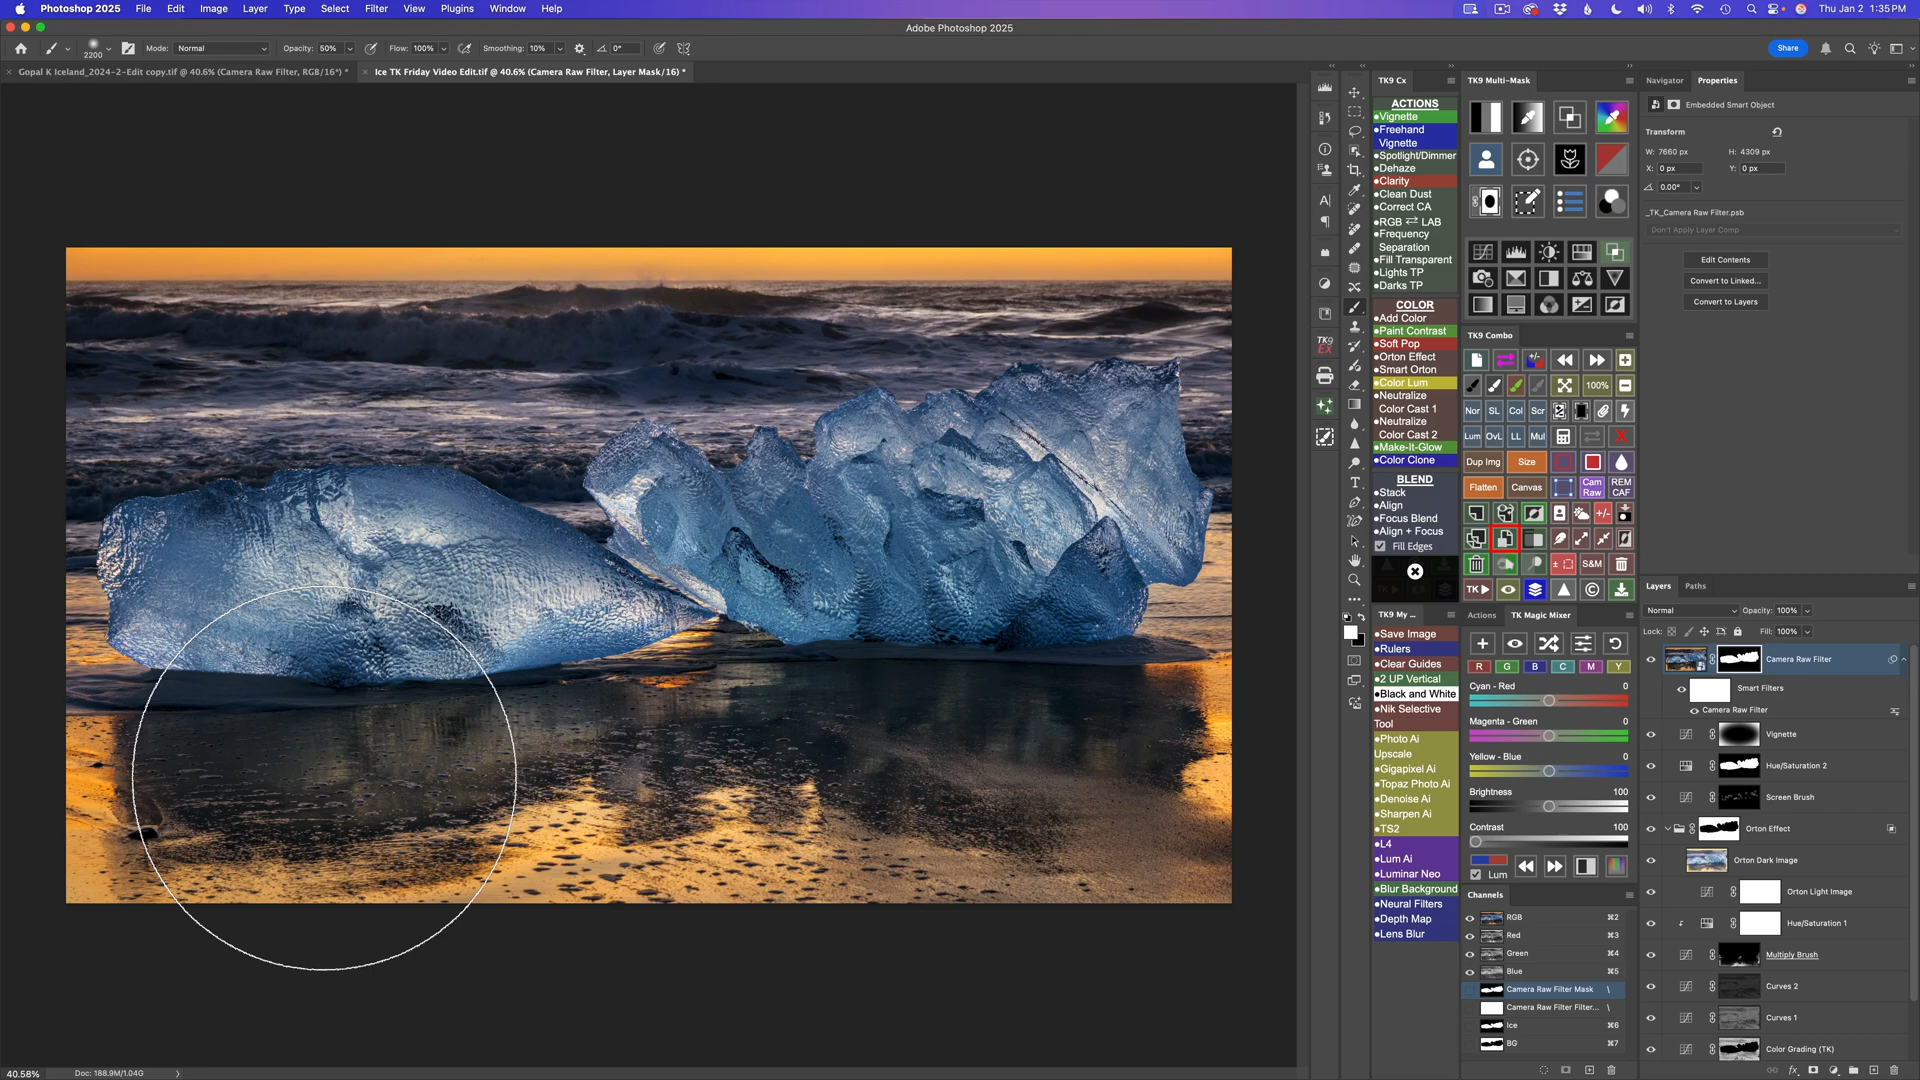 Photoshop 2025 File Edit Image Layer Type Select Filter View Plugins Window Help Thu Jan 2 1:35 PM
Adobe Photoshop 2025
2200 Mode: Normal Opacity: 50% Flow: 100% Smoothing: 10% 0° Share
Gopal K Iceland_2024-2-Edit copy.tif @ 40.6% (Camera Raw Filter, RGB/16*) *
Ice TK Friday Video Edit.tif @ 40.6% (Camera Raw Filter, Layer Mask/16) *
TK9 Cx
ACTIONS
Vignette
Freehand
Vignette
Spotlight/Dimmer
Dehaze
Clarity
Clean Dust
Correct CA
RGB ⇄ LAB
Frequency
Separation
Fill Transparent
Lights TP
Darks TP
COLOR
Add Color
Paint Contrast
Soft Pop
Orton Effect
Smart Orton
Color Lum
Neutralize
Color Cast 1
Neutralize
Color Cast 2
Make-It-Glow
Color Clone
BLEND
Stack
Align
Focus Blend
Align + Focus
Fill Edges
TK9 My ...
Save Image
Rulers
Clear Guides
2 UP Vertical
Black and White
Nik Selective
Tool
Photo Ai
Upscale
Gigapixel Ai
Topaz Photo Ai
Denoise Ai
Sharpen Ai
TS2
L4
Lum Ai
Luminar Neo
Blur Background
Neural Filters
Depth Map
Lens Blur
TK9 EX
TK9 Multi-Mask
TK9 Combo
100%
Nor SL Col Scr
Lum OvL LL Mul
Dup Img Size
Flatten Canvas Cam Raw REM CAF
S&M
TK
Actions TK Magic Mixer
R G B C M Y
Cyan - Red 0
Magenta - Green 0
Yellow - Blue 0
Brightness 100
Contrast 100
Lum
Channels
RGB ⌘2
Red ⌘3
Green ⌘4
Blue ⌘5
Camera Raw Filter Mask \
Camera Raw Filter Filter... \
Ice ⌘6
BG ⌘7
Navigator Properties
Embedded Smart Object
Transform
W: 7660 px H: 4309 px
X: 0 px Y: 0 px
0.00°
_TK_Camera Raw Filter.psb
Don't Apply Layer Comp
Edit Contents
Convert to Linked...
Convert to Layers
Layers Paths
Normal Opacity: 100%
Lock: Fill: 100%
Camera Raw Filter
Smart Filters
Camera Raw Filter
Vignette
Hue/Saturation 2
Screen Brush
Orton Effect
Orton Dark Image
Orton Light Image
Hue/Saturation 1
Multiply Brush
Curves 2
Curves 1
Color Grading (TK)
40.58% Doc: 188.9M/1.04G